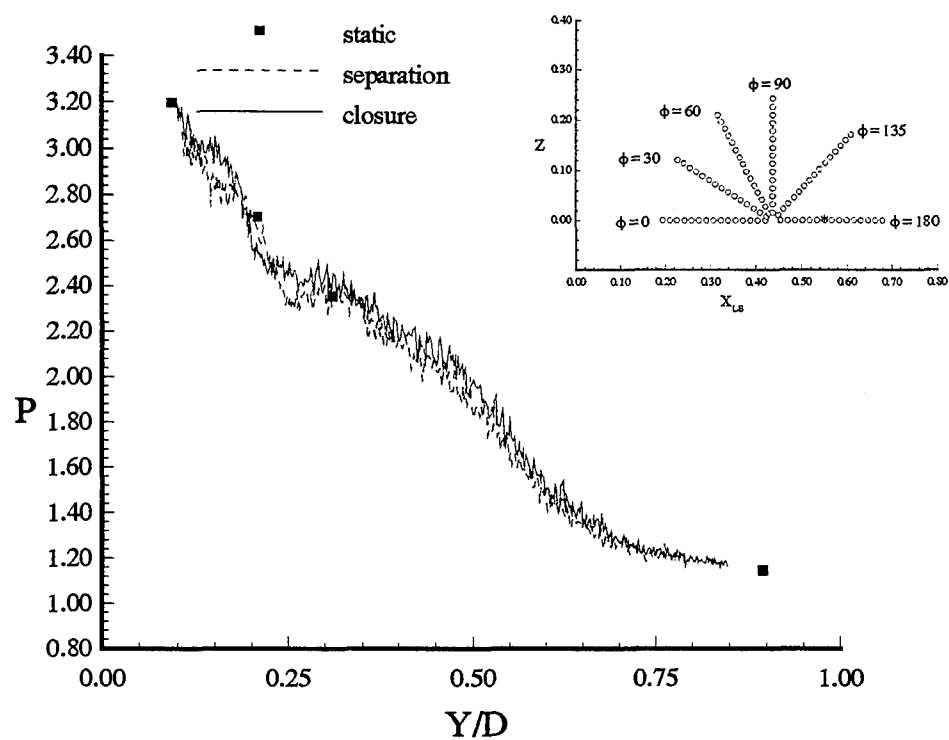 static
separation
closure
3.40
3.20
3.00
2.80
2.60
2.40
2.20
2.00
1.80
1.60
1.40
1.20
1.00
0.80
P
0.00 0.25 0.50 0.75 1.00
Y/D
0.40
0.30
0.20
0.10
0.00
Z
ϕ=90
ϕ=60
ϕ=135
ϕ=30
ϕ=0
ϕ=180
0.00 0.10 0.20 0.30 0.40 0.50 0.60 0.70 0.80
X_LE